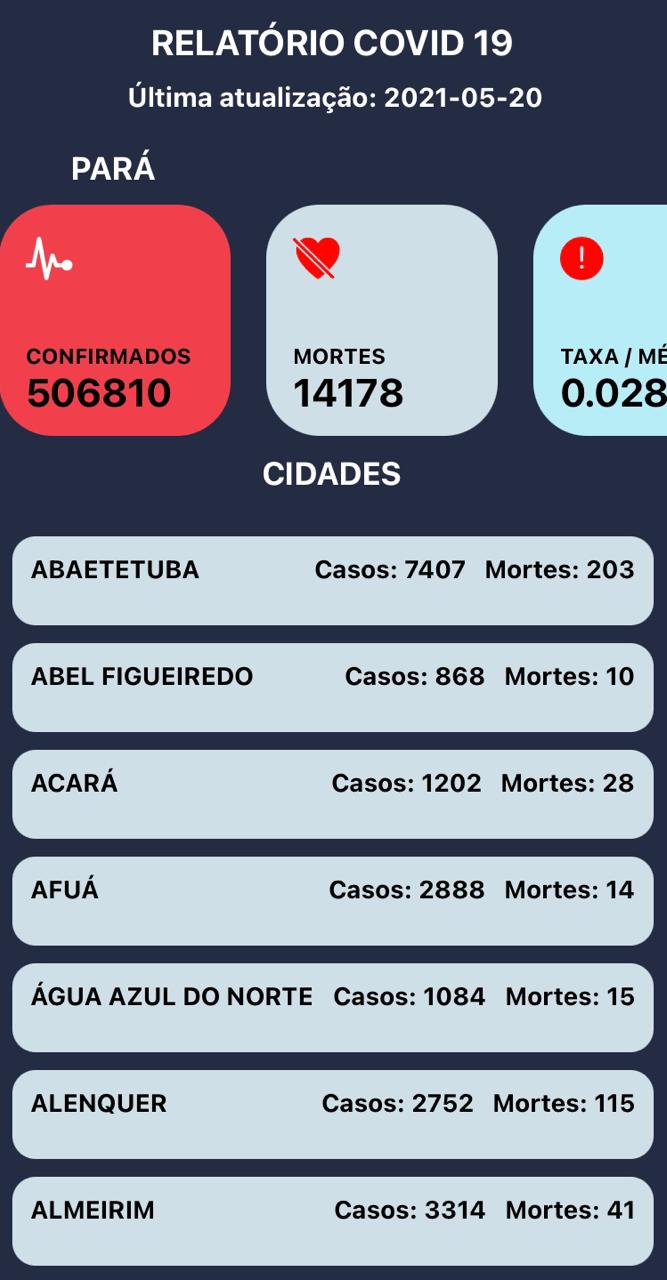 RELATÓRIO COVID 19
Última atualização: 2021-05-20
PARÁ
CONFIRMADOS
506810
MORTES
14178
TAXA / MÉ
0.028
CIDADES
ABAETETUBA Casos: 7407 Mortes: 203
ABEL FIGUEIREDO Casos: 868 Mortes: 10
ACARÁ Casos: 1202 Mortes: 28
AFUÁ Casos: 2888 Mortes: 14
ÁGUA AZUL DO NORTE Casos: 1084 Mortes: 15
ALENQUER Casos: 2752 Mortes: 115
ALMEIRIM Casos: 3314 Mortes: 41